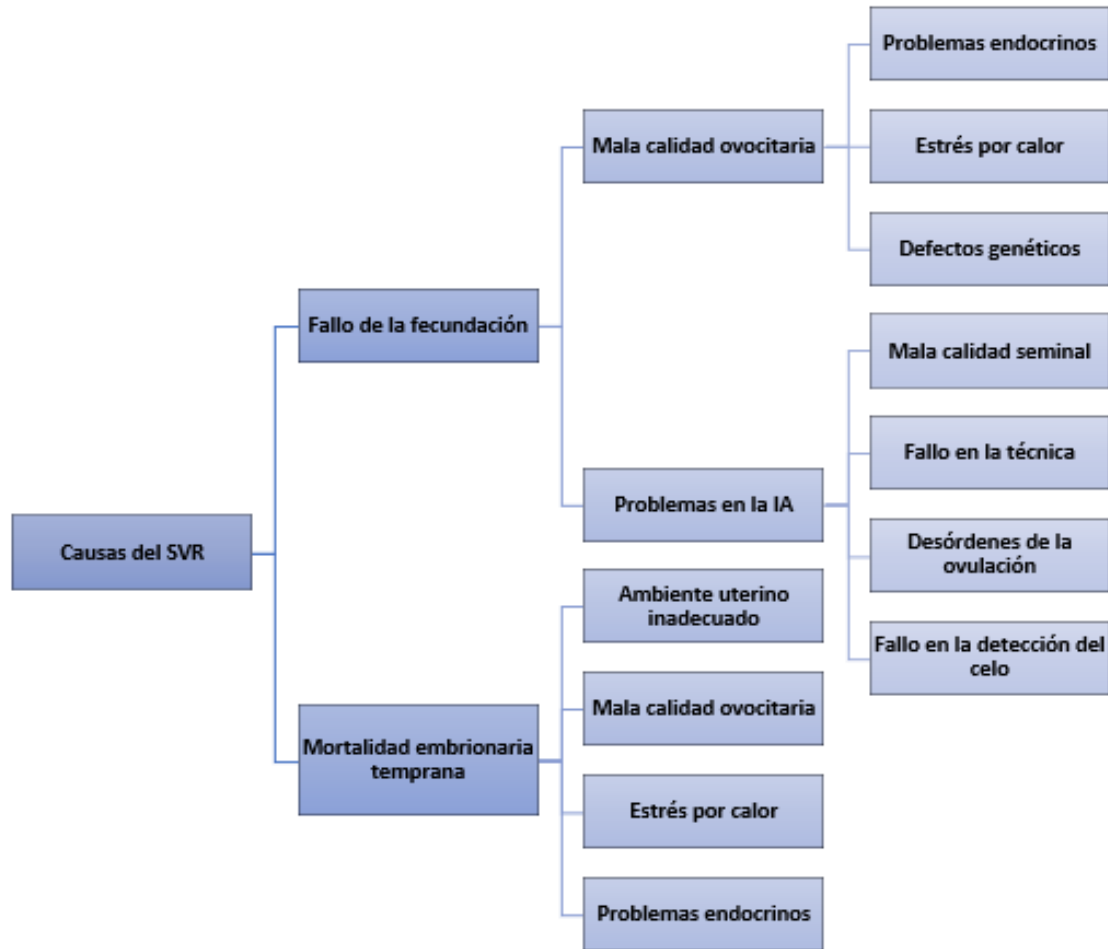 Causas del SVR
Fallo de la fecundación
Mala calidad ovocitaria
Problemas endocrinos
Estrés por calor
Defectos genéticos
Problemas en la IA
Mala calidad seminal
Fallo en la técnica
Desórdenes de la
ovulación
Fallo en la detección del
celo
Mortalidad embrionaria
temprana
Ambiente uterino
inadecuado
Mala calidad ovocitaria
Estrés por calor
Problemas endocrinos